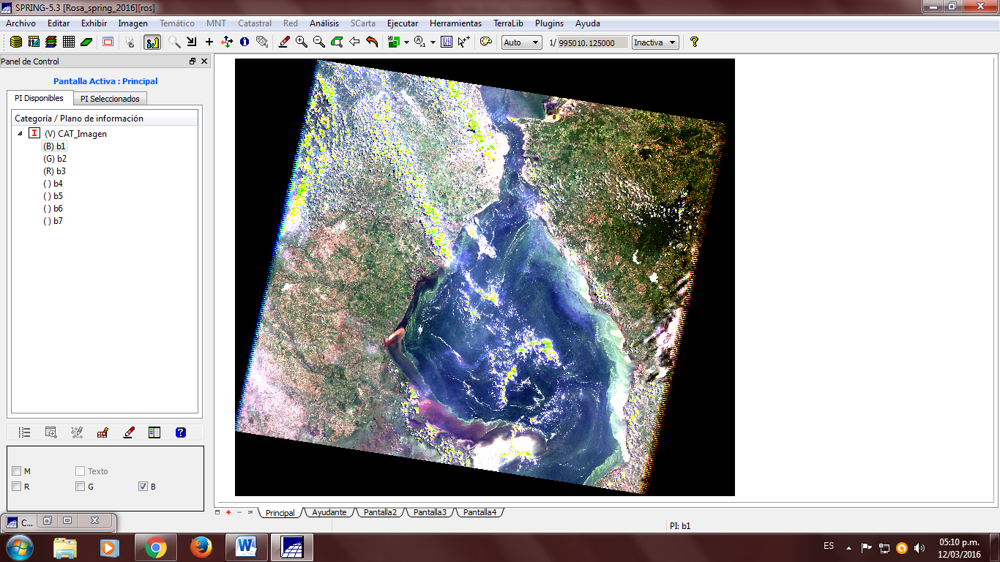 SPRING-5.3 [Rosa_spring_2016][ros]
Archivo Editar Exhibir Imagen Temático MNT Catastral Red Análisis SCarta Ejecutar Herramientas TerraLib Plugins Ayuda
Auto 1/ 995010.125000 Inactiva
Panel de Control
Pantalla Activa : Principal
PI Disponibles PI Seleccionados
Categoría / Plano de información
(V) CAT_Imagen
(B) b1
(G) b2
(R) b3
( ) b4
( ) b5
( ) b6
( ) b7
M Texto
R G B
Principal Ayudante Pantalla2 Pantalla3 Pantalla4
C...
PI: b1
ES
05:10 p.m.
12/03/2016